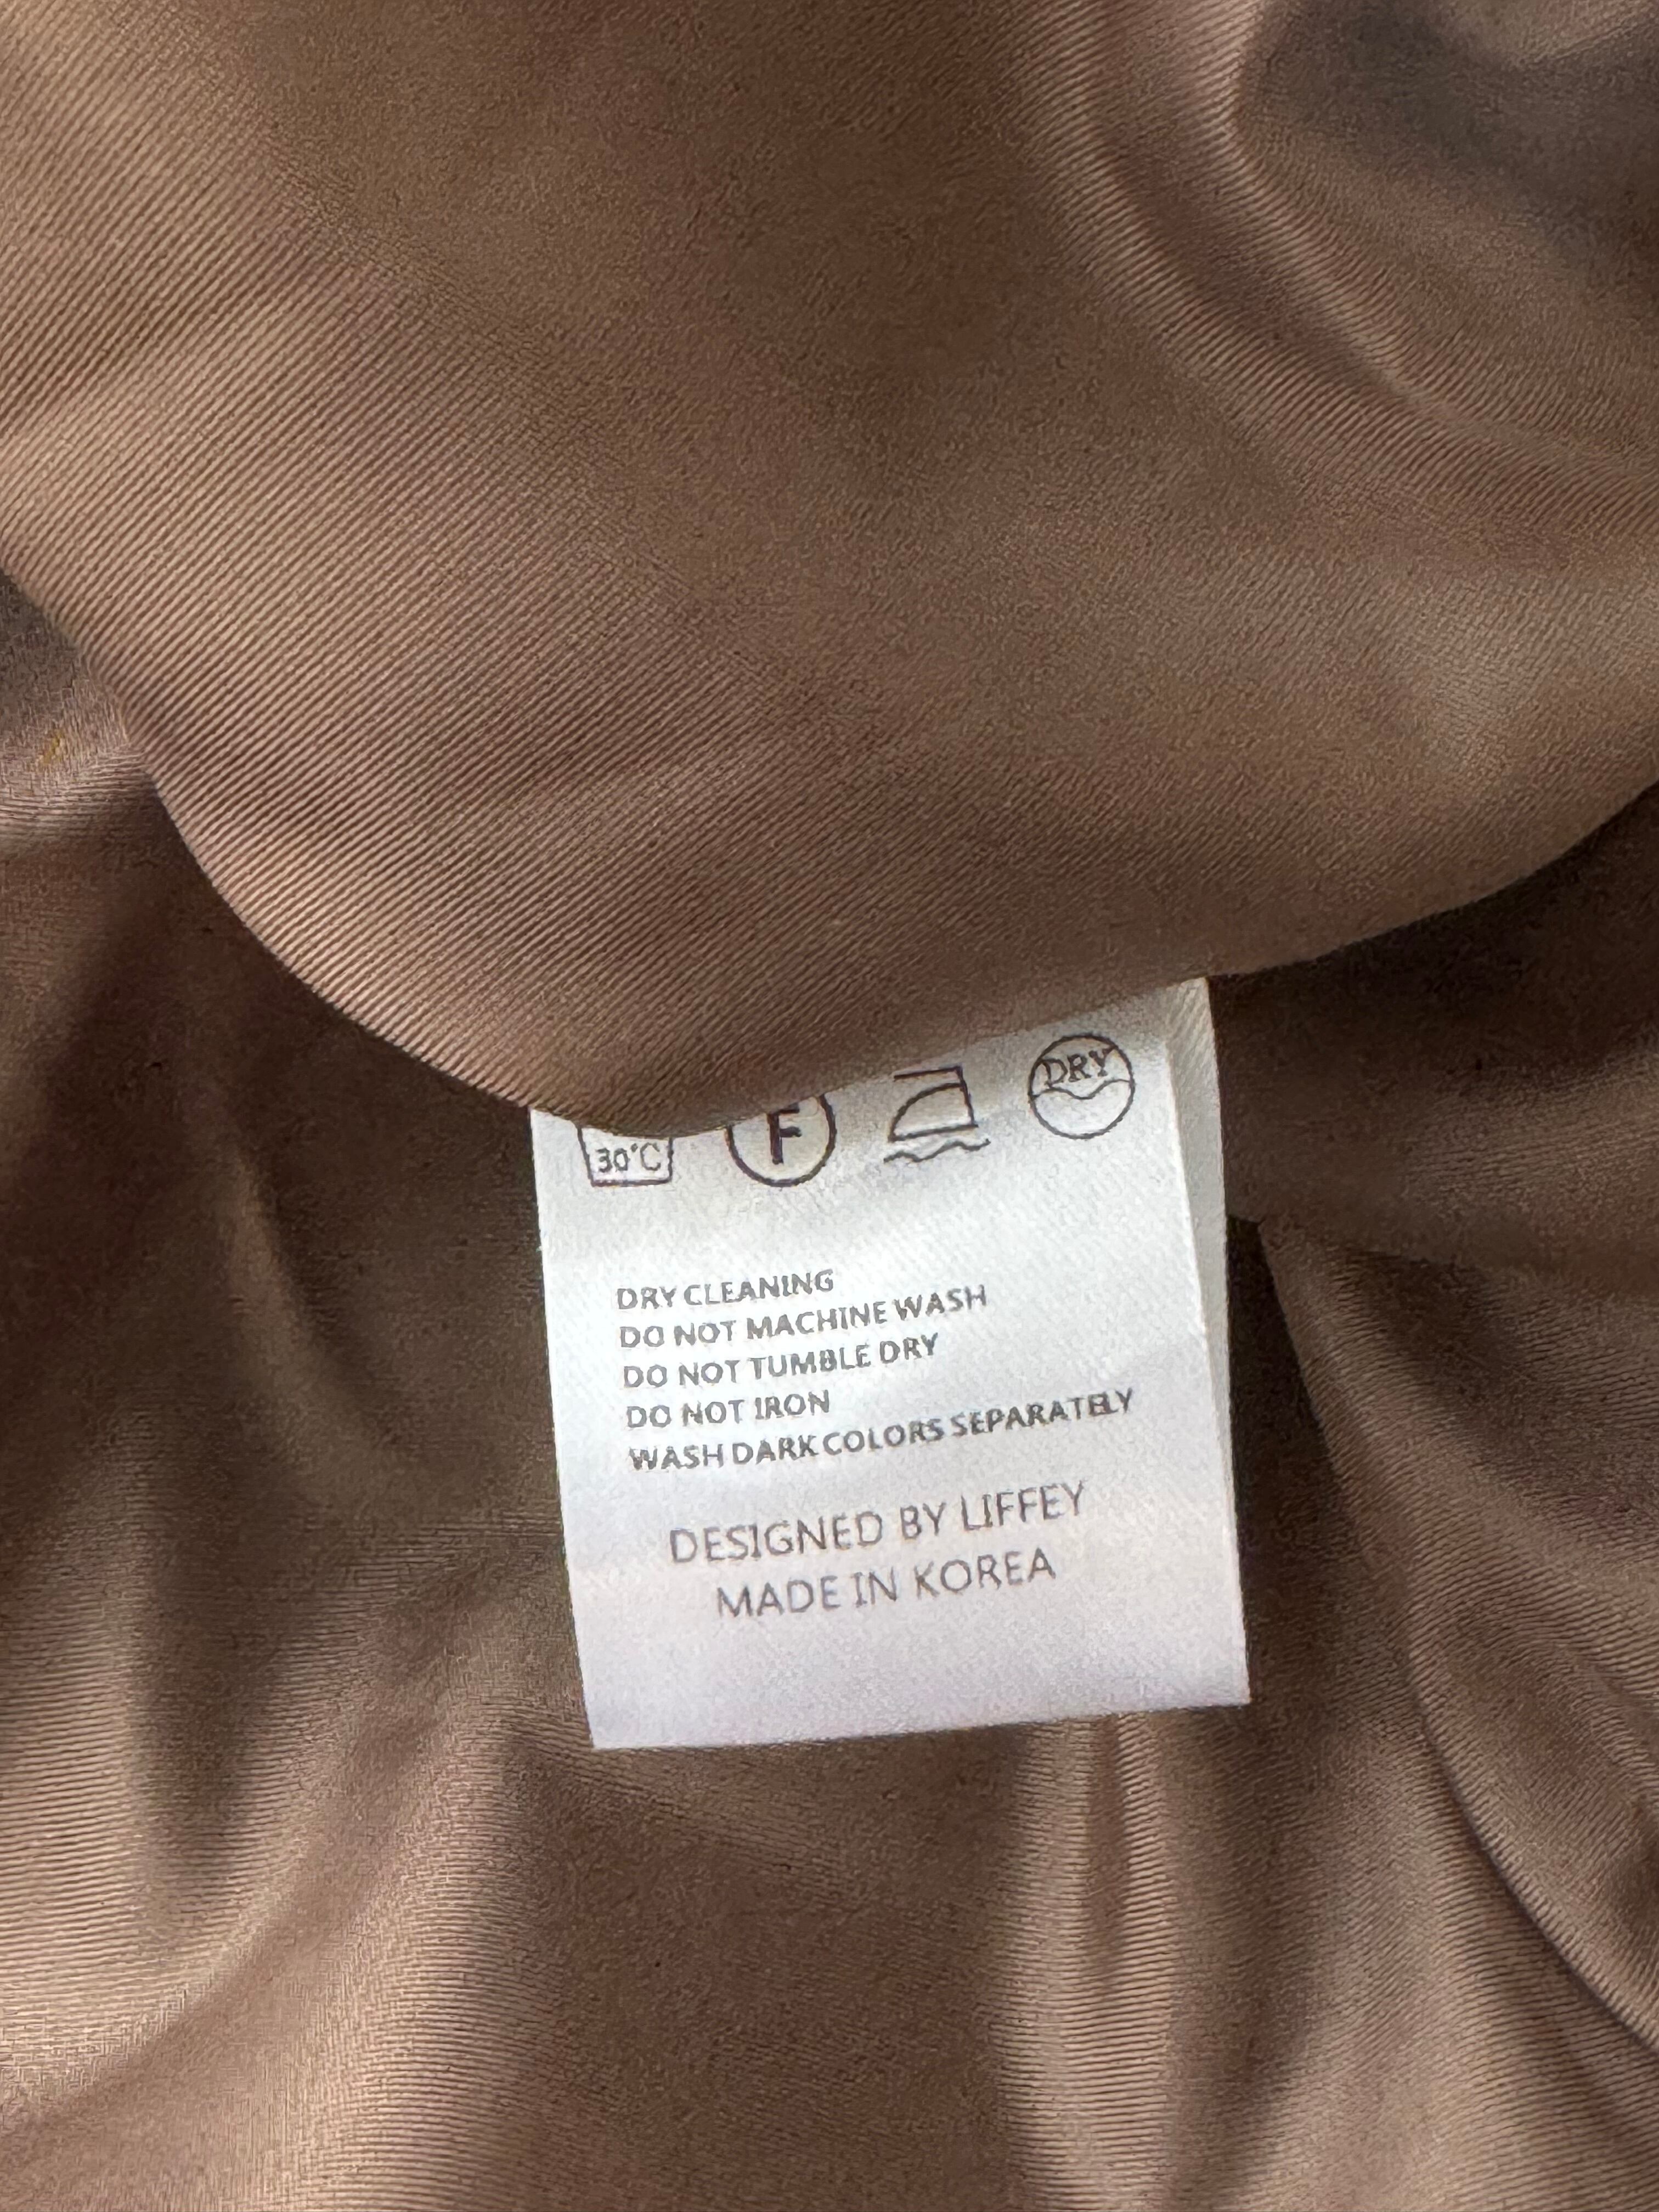 30°C F DRY
DRY CLEANING
DO NOT MACHINE WASH
DO NOT TUMBLE DRY
DO NOT IRON
WASH DARK COLORS SEPARATELY
DESIGNED BY LIFFEY
MADE IN KOREA